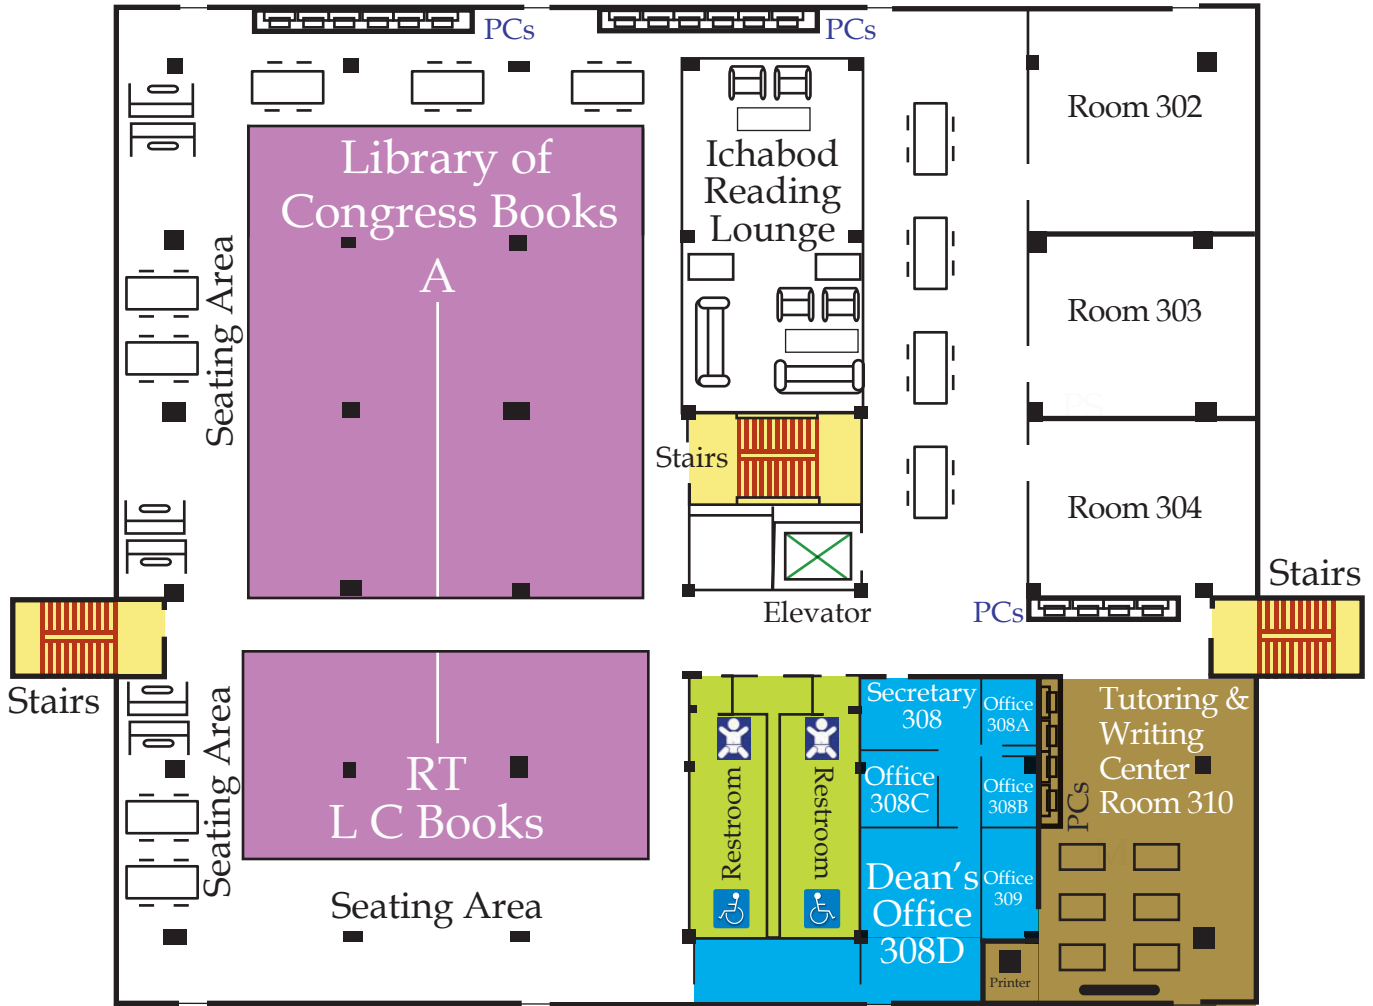 PCs
PCs
Library of
Congress Books
A
Ichabod
Reading
Lounge
Room 302
Room 303
Room 304
Seating Area
Stairs
Elevator
PCs
Stairs
Stairs
Seating Area
RT
L C Books
Seating Area
Restroom
Restroom
Secretary
308
Office
308A
Office
308C
Office
308B
Dean's
Office
308D
Office
309
Printer
PCs
Tutoring &
Writing
Center
Room 310